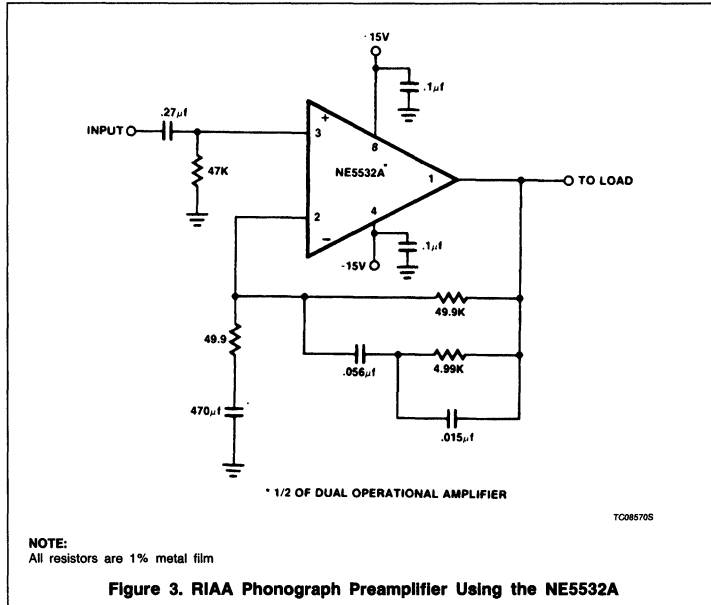 ·15V
.1µf
.27µf
INPUT
+
3
8
47K
NE5532A*
1
TO LOAD
2
4
−
.1µf
-15V
49.9K
49.9
.056µf
4.99K
470µf
.015µf
* 1/2 OF DUAL OPERATIONAL AMPLIFIER
TC08570S
NOTE:
All resistors are 1% metal film
Figure 3. RIAA Phonograph Preamplifier Using the NE5532A